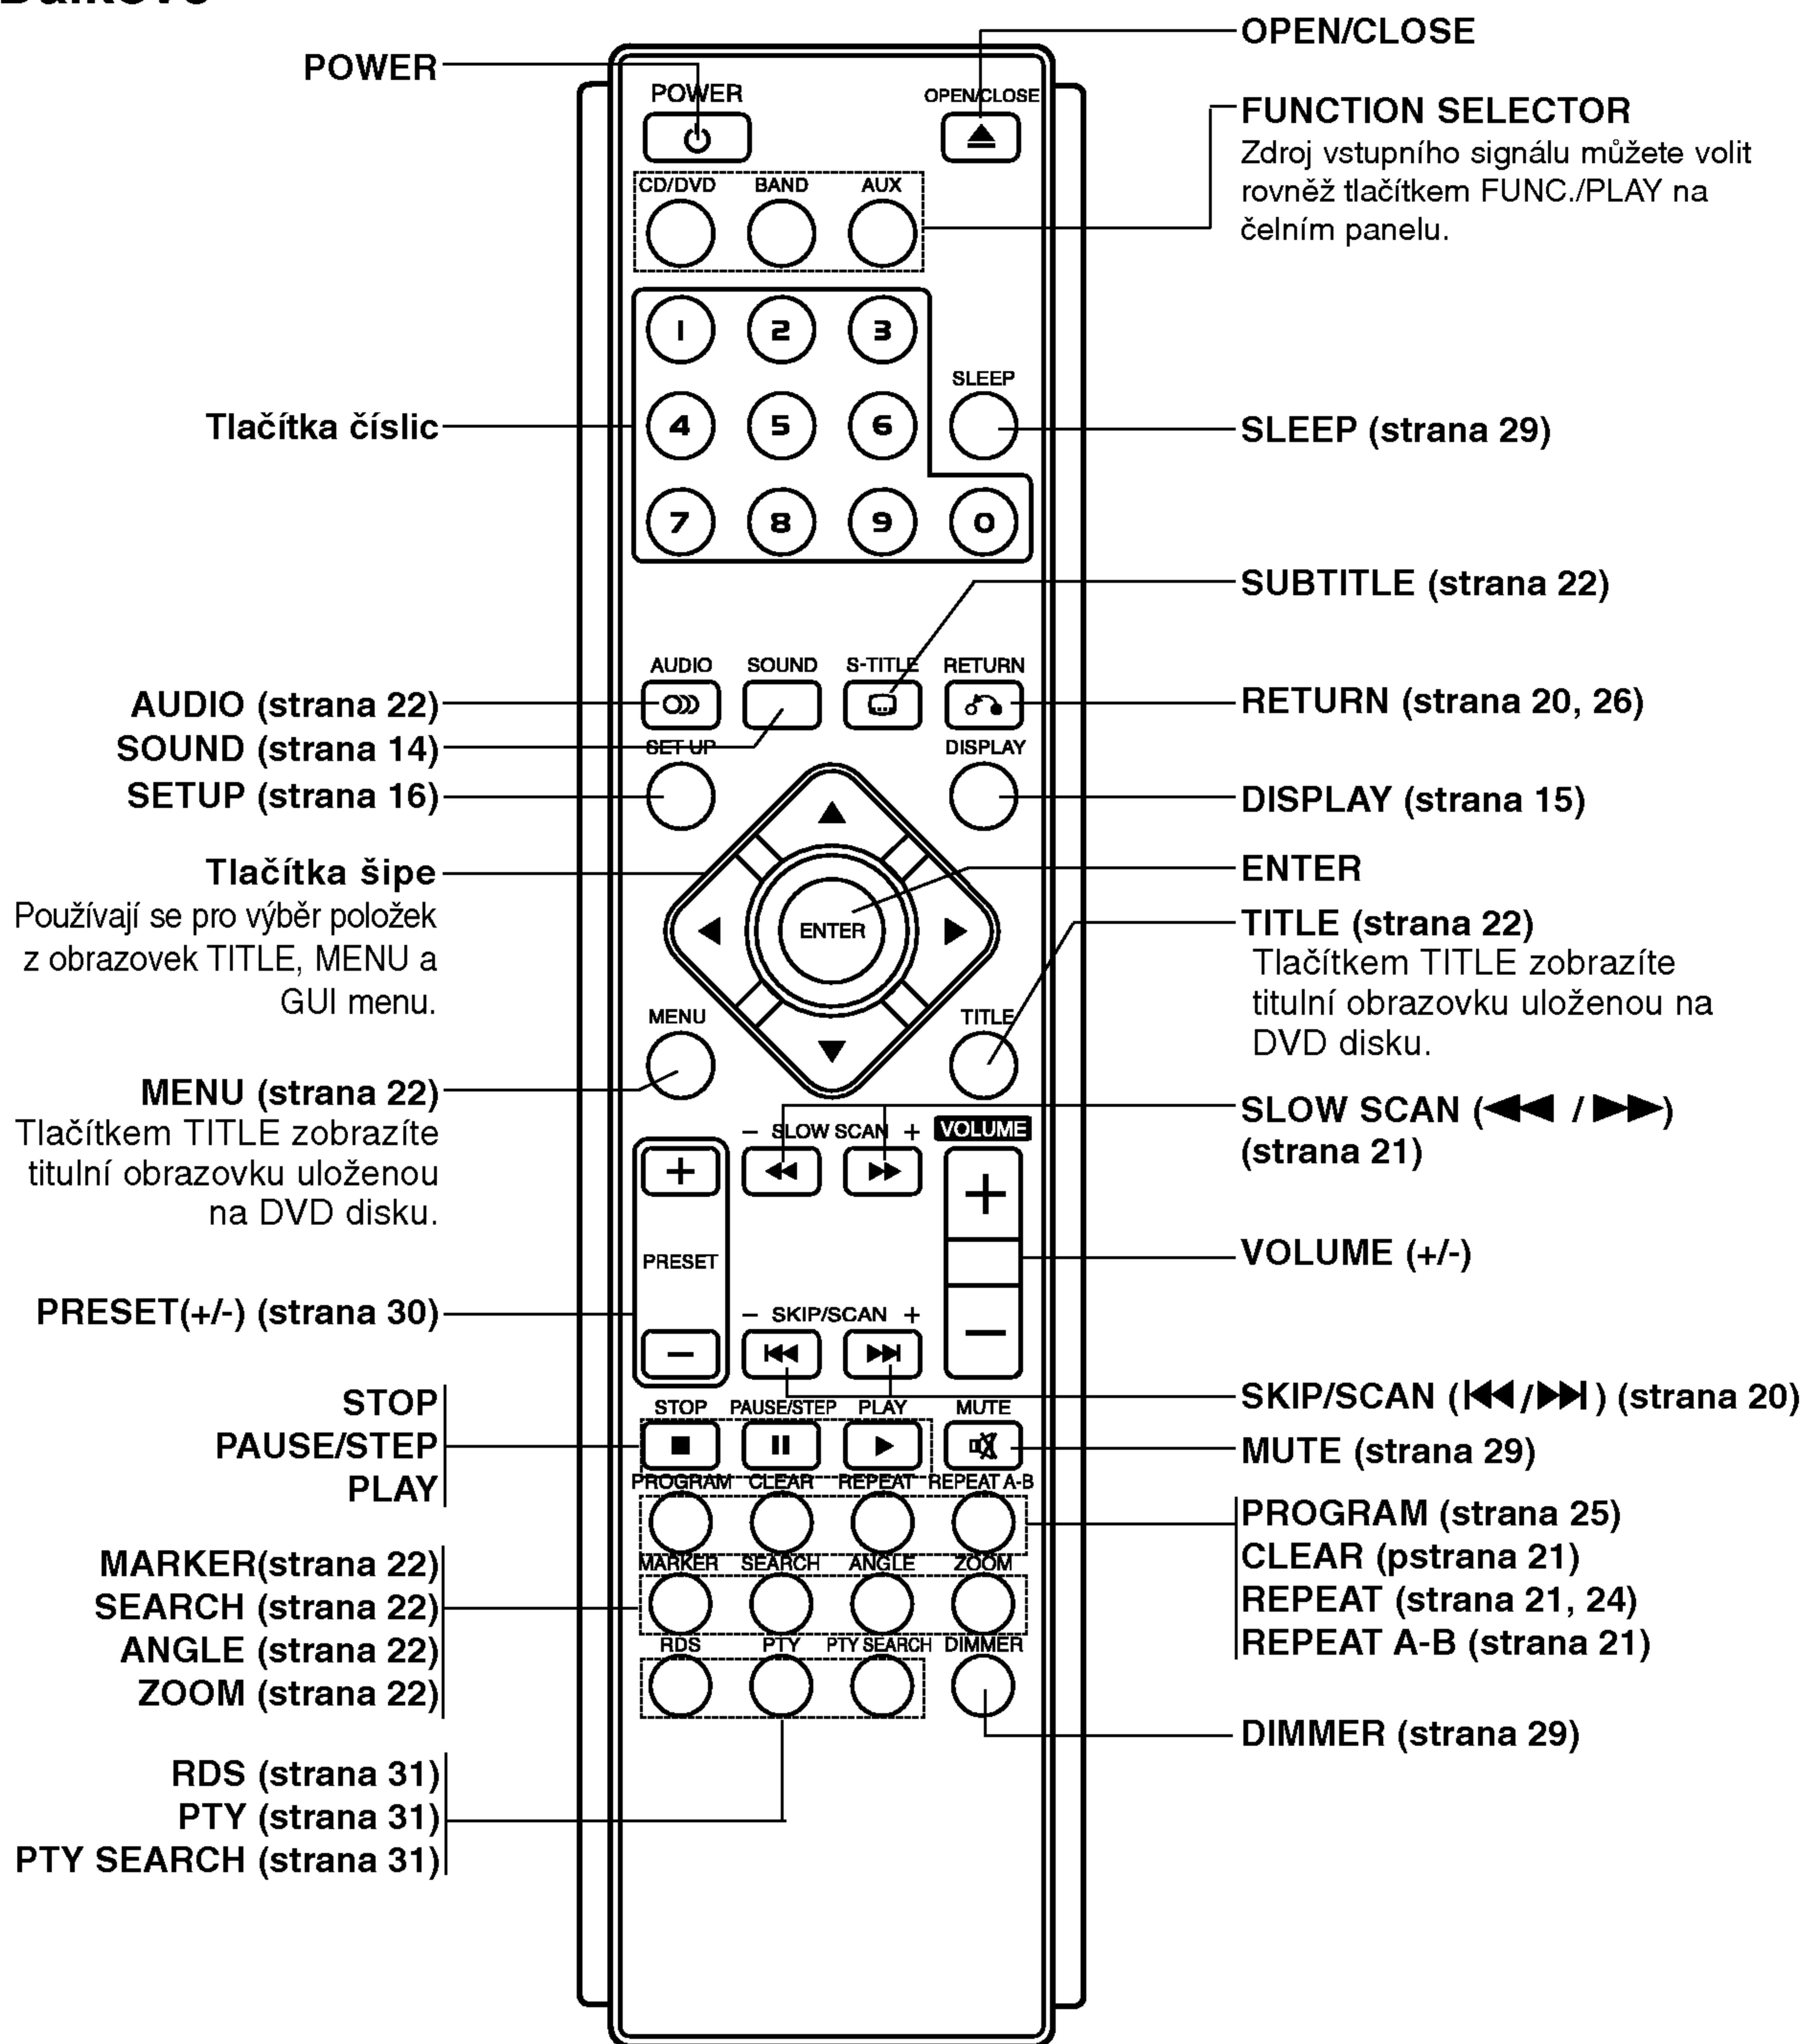 POWER
Tlačítka číslic
AUDIO (strana 22)
SOUND (strana 14)
SETUP (strana 16)
Tlačítka šipe
Používají se pro výběr položek
z obrazovek TITLE, MENU a
GUI menu.
MENU (strana 22)
Tlačítkem TITLE zobrazíte
titulní obrazovku uloženou
na DVD disku.
PRESET(+/-) (strana 30)
STOP
PAUSE/STEP
PLAY
MARKER(strana 22)
SEARCH (strana 22)
ANGLE (strana 22)
ZOOM (strana 22)
RDS (strana 31)
PTY (strana 31)
PTY SEARCH (strana 31)
POWER OPEN/CLOSE
CD/DVD BAND AUX
1 2 3
SLEEP
4 5 6
7 8 9 0
AUDIO SOUND S-TITLE RETURN
SET UP DISPLAY
ENTER
MENU TITLE
− SLOW SCAN + VOLUME
+ ◀◀ ▶▶ +
PRESET
− SKIP/SCAN +
− |◀◀ ▶▶| −
STOP PAUSE/STEP PLAY MUTE
PROGRAM CLEAR REPEAT REPEAT A-B
MARKER SEARCH ANGLE ZOOM
RDS PTY PTY SEARCH DIMMER
OPEN/CLOSE
FUNCTION SELECTOR
Zdroj vstupního signálu můžete volit
rovněž tlačítkem FUNC./PLAY na
čelním panelu.
SLEEP (strana 29)
SUBTITLE (strana 22)
RETURN (strana 20, 26)
DISPLAY (strana 15)
ENTER
TITLE (strana 22)
Tlačítkem TITLE zobrazíte
titulní obrazovku uloženou na
DVD disku.
SLOW SCAN (◀◀ / ▶▶)
(strana 21)
VOLUME (+/-)
SKIP/SCAN (|◀◀/▶▶|) (strana 20)
MUTE (strana 29)
PROGRAM (strana 25)
CLEAR (pstrana 21)
REPEAT (strana 21, 24)
REPEAT A-B (strana 21)
DIMMER (strana 29)